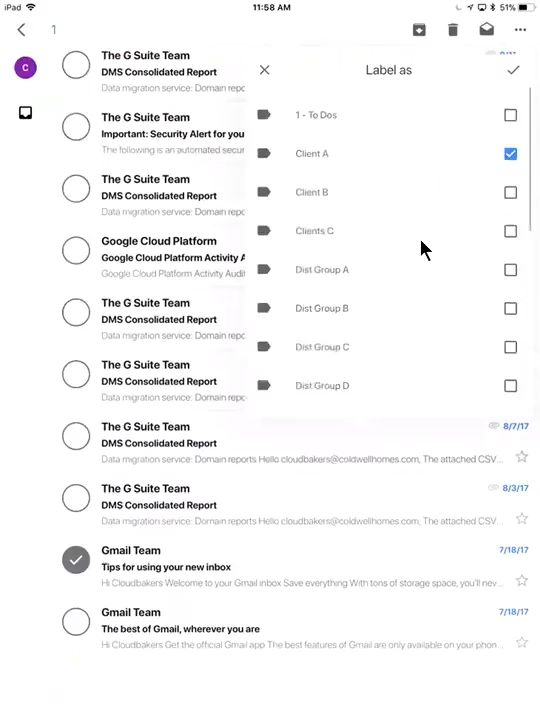 iPad 11:58 AM 51%
1
C
The G Suite Team
DMS Consolidated Report
Data migration service: Domain repo
The G Suite Team
Important: Security Alert for you
The following is an automated secur
The G Suite Team
DMS Consolidated Report
Data migration service: Domain repo
Google Cloud Platform
Google Cloud Platform Activity A
Google Cloud Platform Activity Audi
The G Suite Team
DMS Consolidated Report
Data migration service: Domain repo
The G Suite Team
DMS Consolidated Report
Data migration service: Domain repo
Label as
1 - To Dos
Client A
Client B
Clients C
Dist Group A
Dist Group B
Dist Group C
Dist Group D
The G Suite Team 8/7/17
DMS Consolidated Report
Data migration service: Domain reports Hello cloudbakers@coldwellhomes.com, The attached CSV...
The G Suite Team 8/3/17
DMS Consolidated Report
Data migration service: Domain reports Hello cloudbakers@coldwellhomes.com, The attached CSV...
Gmail Team 7/18/17
Tips for using your new inbox
Hi Cloudbakers Welcome to your Gmail inbox Save everything With tons of storage space, you'll nev...
Gmail Team 7/18/17
The best of Gmail, wherever you are
Hi Cloudbakers Get the official Gmail app The best features of Gmail are only available on your phon...